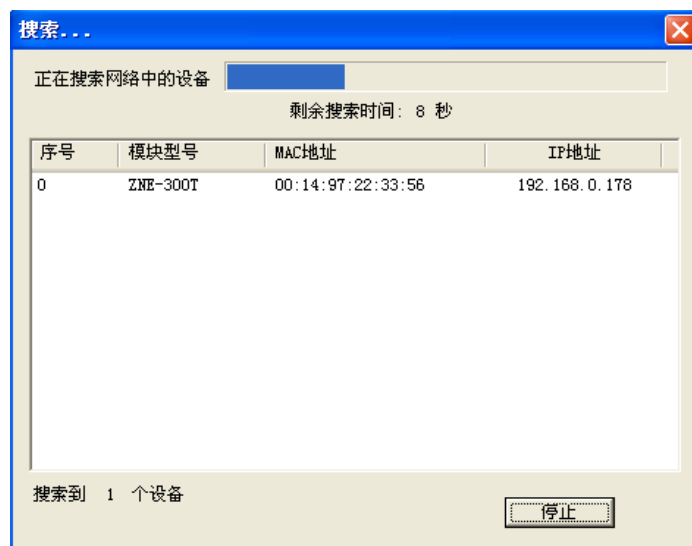 搜索...
正在搜索网络中的设备
剩余搜索时间: 8 秒
序号 模块型号 MAC地址 IP地址
0 ZNE-300T 00:14:97:22:33:56 192.168.0.178
搜索到 1 个设备
停止